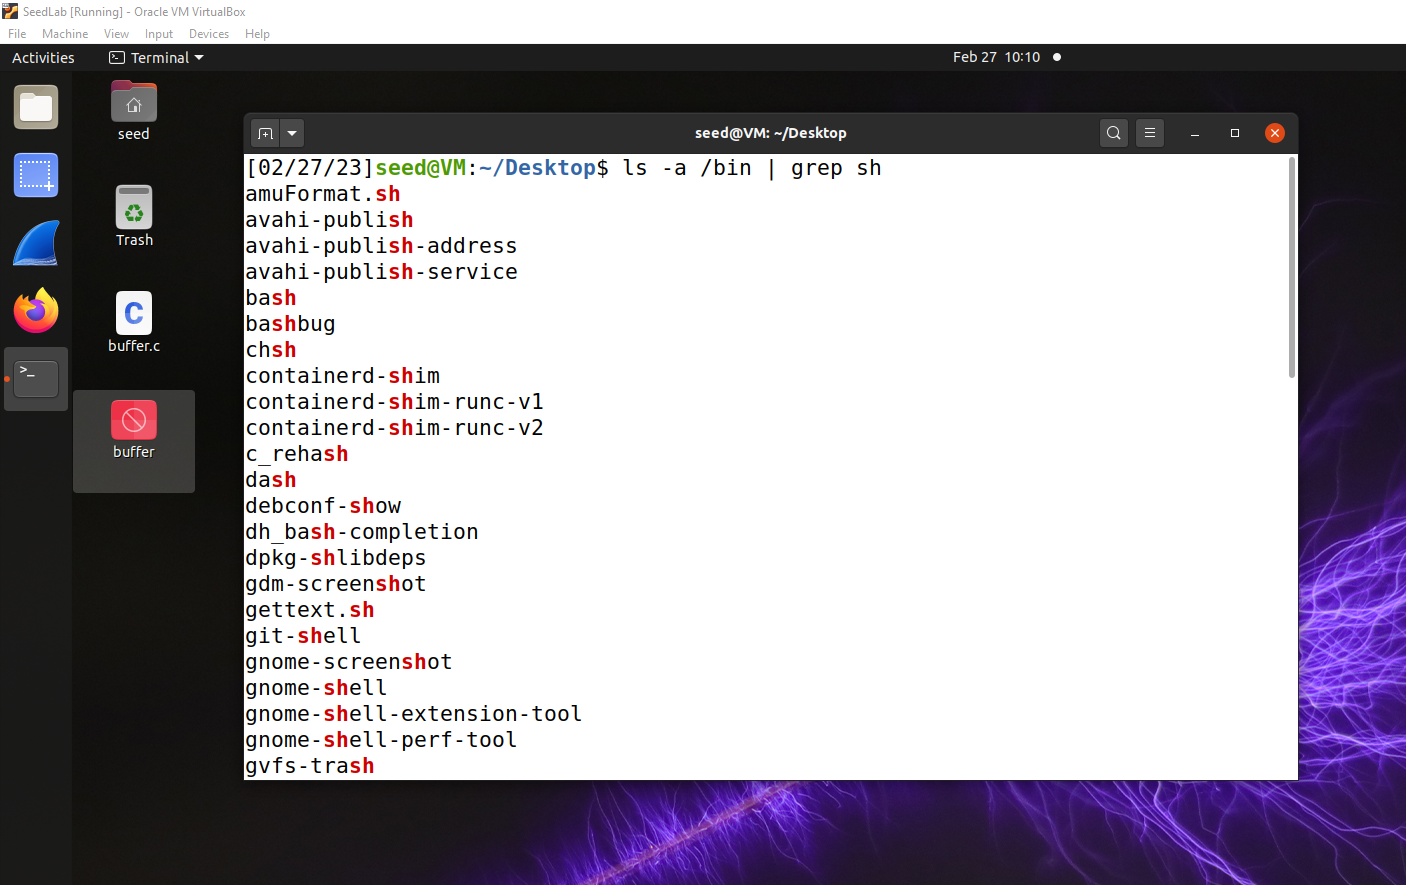 SeedLab [Running] - Oracle VM VirtualBox
File Machine View Input Devices Help
Activities Terminal Feb 27 10:10
seed
Trash
C
buffer.c
>_
buffer
seed@VM: ~/Desktop
[02/27/23]seed@VM:~/Desktop$ ls -a /bin | grep sh
amuFormat.sh
avahi-publish
avahi-publish-address
avahi-publish-service
bash
bashbug
chsh
containerd-shim
containerd-shim-runc-v1
containerd-shim-runc-v2
c_rehash
dash
debconf-show
dh_bash-completion
dpkg-shlibdeps
gdm-screenshot
gettext.sh
git-shell
gnome-screenshot
gnome-shell
gnome-shell-extension-tool
gnome-shell-perf-tool
gvfs-trash